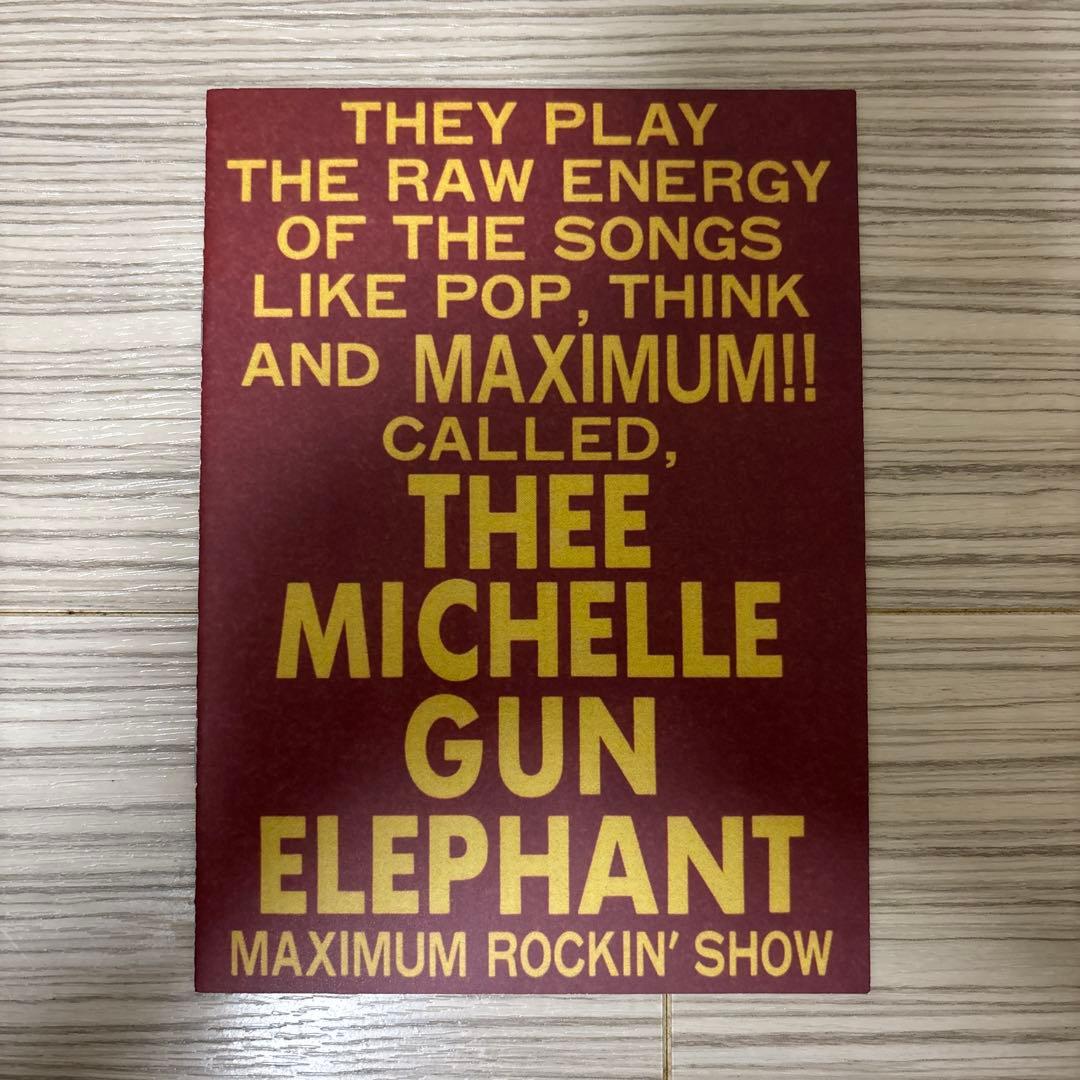 THEY PLAY
THE RAW ENERGY
OF THE SONGS
LIKE POP, THINK
AND MAXIMUM!!
CALLED,
THEE
MICHELLE
GUN
ELEPHANT
MAXIMUM ROCKIN' SHOW